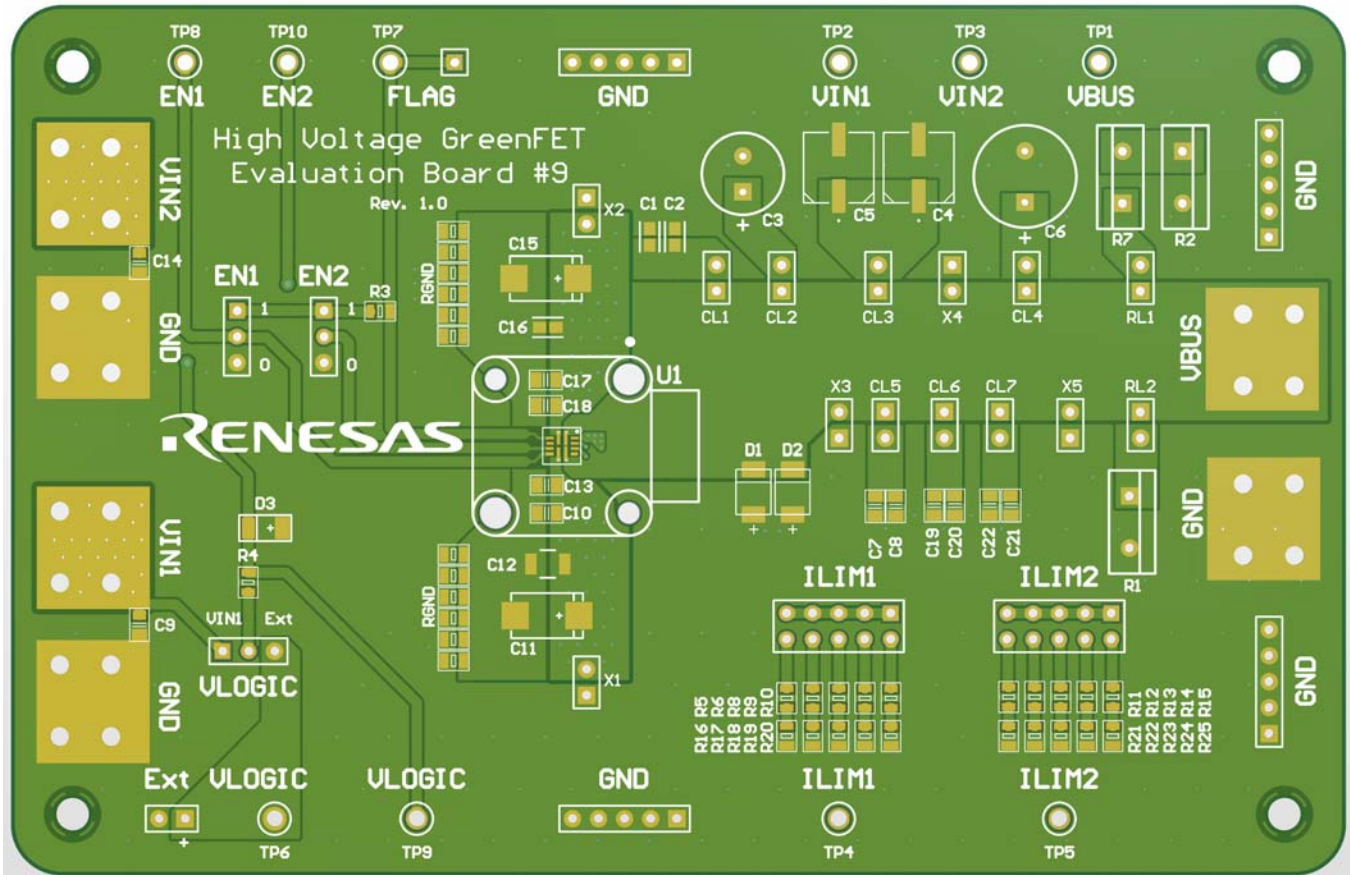 TP8 TP10 TP7 TP2 TP3 TP1
EN1 EN2 FLAG GND VIN1 VIN2 VBUS
High Voltage GreenFET
Evaluation Board #9
Rev. 1.0
VIN2
C14
GND
EN1 EN2
1 1
0 0
R3
RGND
C15
C16
X2
C1 C2
C3
C5
C4
C6
R7 R2
GND
CL1 CL2 CL3 X4 CL4 RL1
VBUS
RENESAS
C17
C18
U1
C13
C10
X3 CL5 CL6 CL7 X5 RL2
D1 D2
C7 C8 C19 C20 C22 C21
R1
GND
VIN1
D3
R4
C9
VIN1 Ext
VLOGIC
GND
RGND
C12
C11
X1
ILIM1 ILIM2
R16 R5
R17 R6
R18 R8
R19 R9
R20 R10
R21 R11
R22 R12
R23 R13
R24 R14
R25 R15
GND
Ext VLOGIC VLOGIC GND ILIM1 ILIM2
TP6 TP9 TP4 TP5